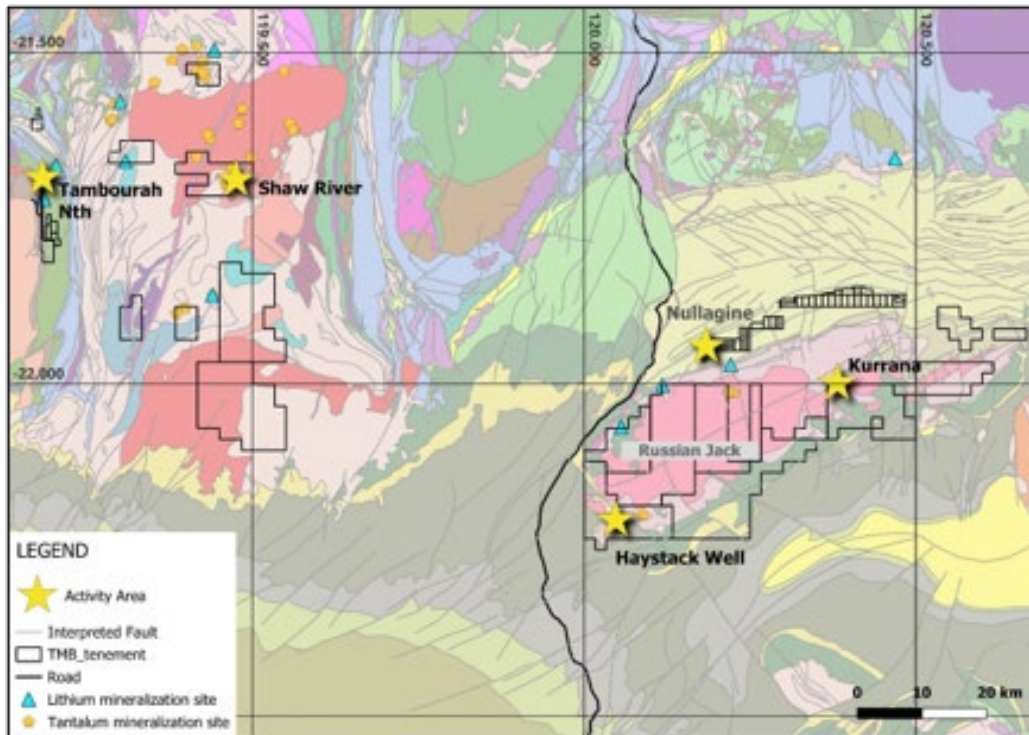 -21.500
119.500
120.000
120.500
Tambourah
Nth
Shaw River
Nullagine
-22.000
Kurrana
Russian Jack
Haystack Well
LEGEND
Activity Area
Interpreted Fault
TMB_tenement
Road
Lithium mineralization site
Tantalum mineralization site
0 10 20 km